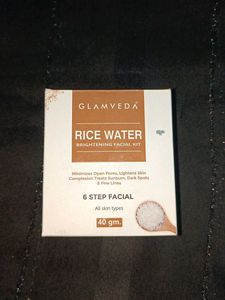 GLAMVEDA
RICE WATER
BRIGHTENING FACIAL KIT
Minimizes Open Pores, Lightens Skin
Complexion Treats Sunburn, Dark Spots
& Fine Lines
6 STEP FACIAL
All skin types
40 gm.